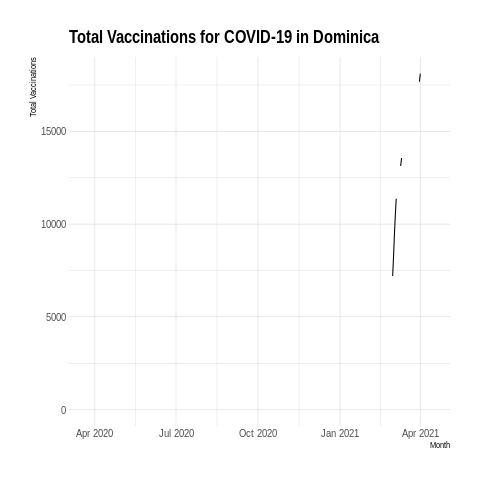 Total Vaccinations for COVID-19 in Dominica
Total Vaccinations
15000
10000
5000
0
Apr 2020 Jul 2020 Oct 2020 Jan 2021 Apr 2021
Month